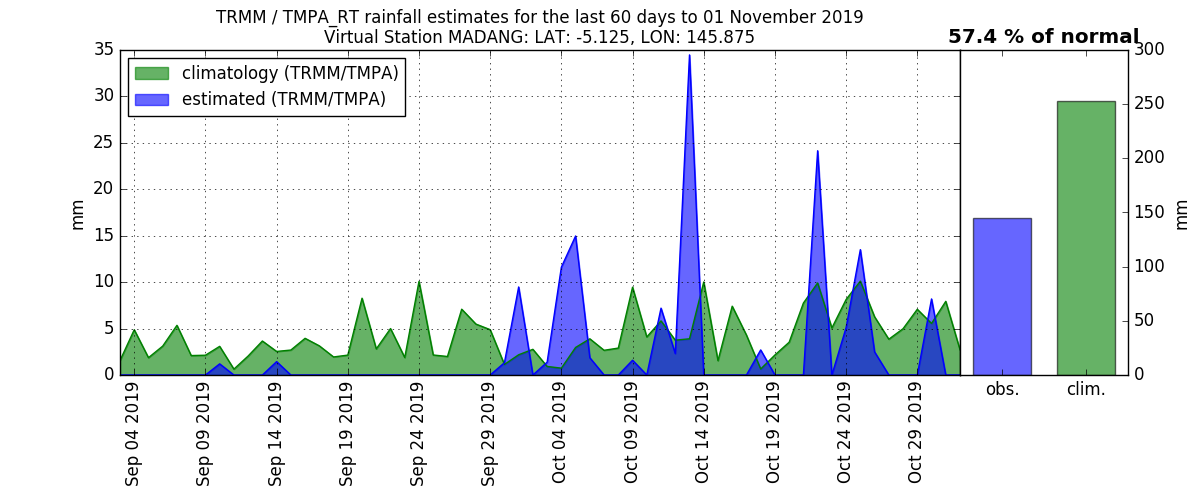 TRMM / TMPA_RT rainfall estimates for the last 60 days to 01 November 2019
Virtual Station MADANG: LAT: -5.125, LON: 145.875
57.4 % of normal
climatology (TRMM/TMPA)
estimated (TRMM/TMPA)
35
30
25
20
15
10
5
0
mm
Sep 04 2019
Sep 09 2019
Sep 14 2019
Sep 19 2019
Sep 24 2019
Sep 29 2019
Oct 04 2019
Oct 09 2019
Oct 14 2019
Oct 19 2019
Oct 24 2019
Oct 29 2019
300
250
200
150
100
50
0
mm
obs.
clim.